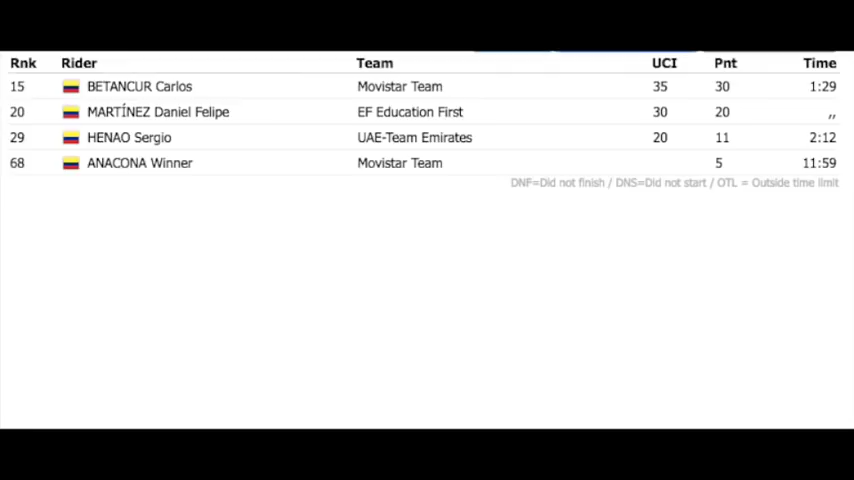 Rnk Rider Team UCI Pnt Time
15 BETANCUR Carlos Movistar Team 35 30 1:29
20 MARTÍNEZ Daniel Felipe EF Education First 30 20 ,,
29 HENAO Sergio UAE-Team Emirates 20 11 2:12
68 ANACONA Winner Movistar Team 5 11:59
DNF=Did not finish / DNS=Did not start / OTL = Outside time limit